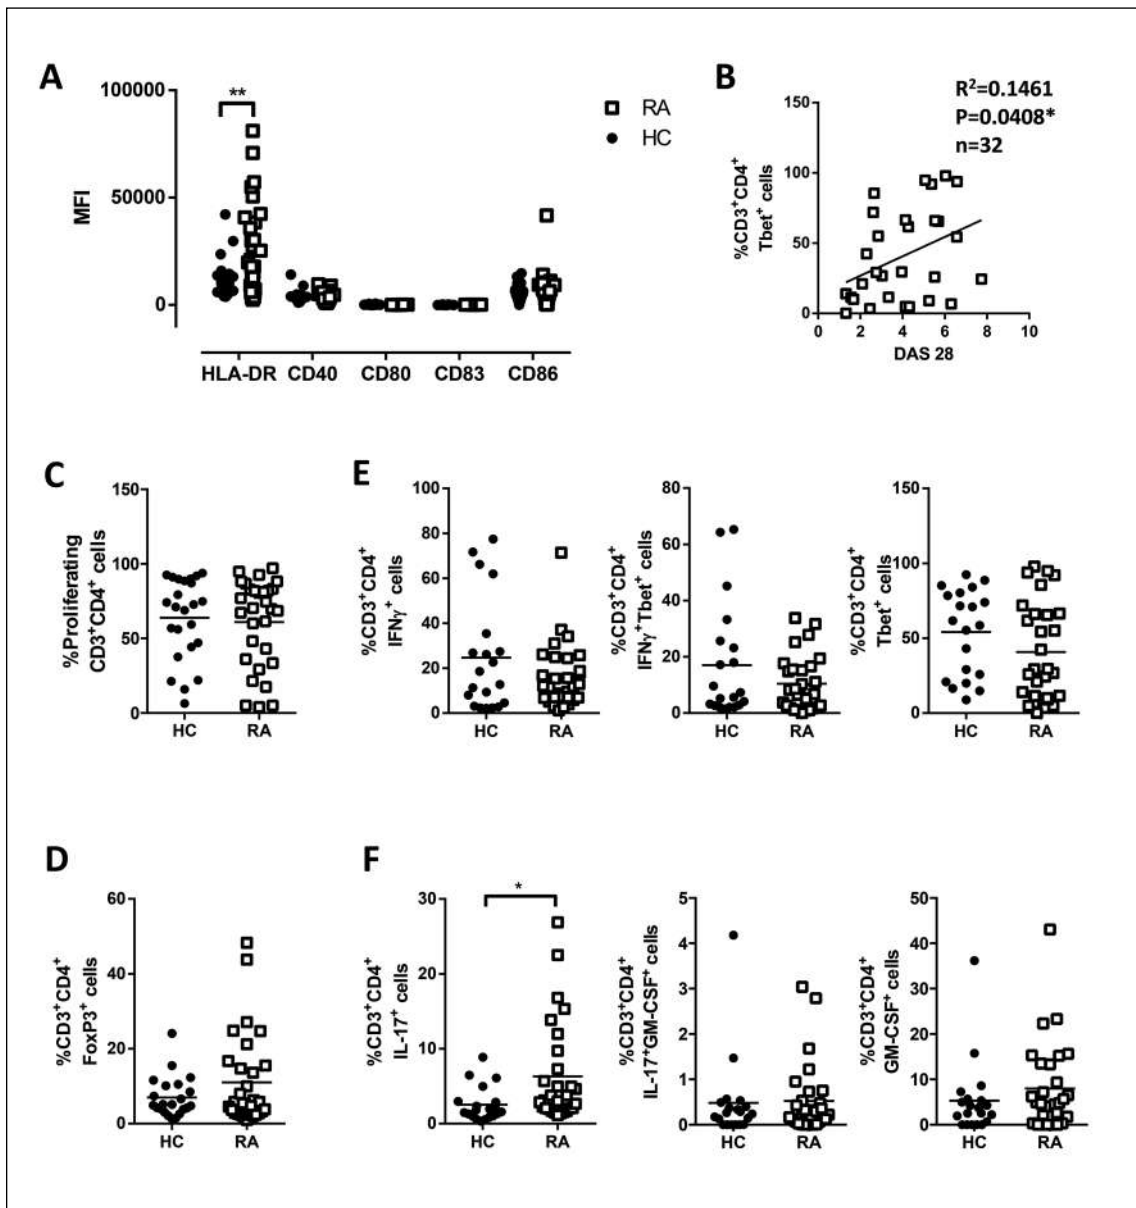 A
100000
50000
0
MFI
**
HLA-DR CD40 CD80 CD83 CD86
RA
HC
B
R²=0.1461
P=0.0408*
n=32
150
100
50
0
%CD3⁺CD4⁺
Tbet⁺ cells
0 2 4 6 8 10
DAS 28
C
150
100
50
0
%Proliferating
CD3⁺CD4⁺ cells
HC RA
E
100
80
60
40
20
0
%CD3⁺CD4⁺
IFNγ⁺ cells
HC RA
80
60
40
20
0
%CD3⁺CD4⁺
IFNγ⁺Tbet⁺ cells
HC RA
150
100
50
0
%CD3⁺CD4⁺
Tbet⁺ cells
HC RA
D
60
40
20
0
%CD3⁺CD4⁺
FoxP3⁺ cells
HC RA
F
30
20
10
0
%CD3⁺CD4⁺
IL-17⁺ cells
*
HC RA
5
4
3
2
1
0
%CD3⁺CD4⁺
IL-17⁺GM-CSF⁺ cells
HC RA
50
40
30
20
10
0
%CD3⁺CD4⁺
GM-CSF⁺ cells
HC RA